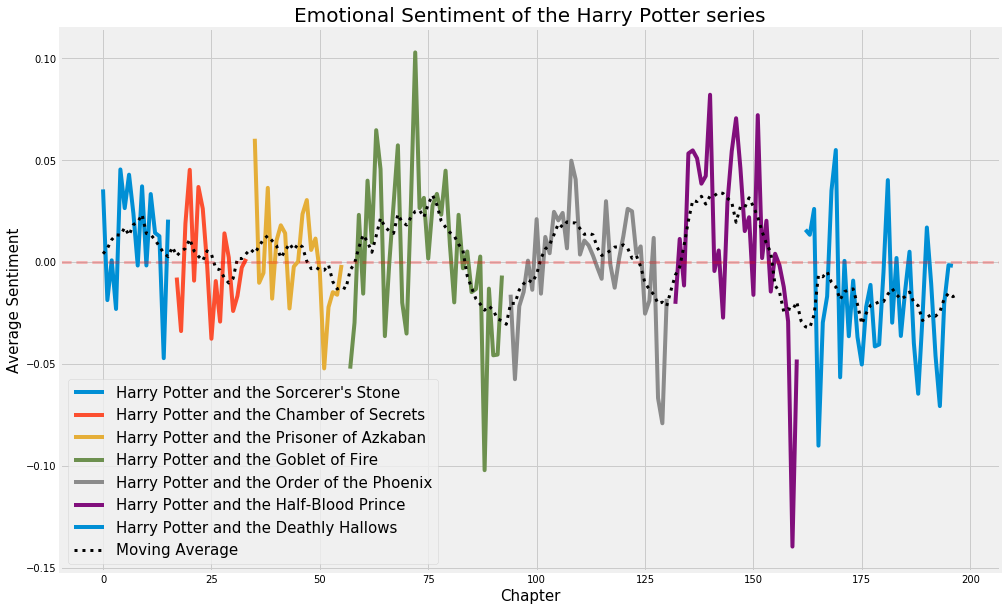 Emotional Sentiment of the Harry Potter series
Average Sentiment
0.10
0.05
0.00
−0.05
−0.10
−0.15
Harry Potter and the Sorcerer's Stone
Harry Potter and the Chamber of Secrets
Harry Potter and the Prisoner of Azkaban
Harry Potter and the Goblet of Fire
Harry Potter and the Order of the Phoenix
Harry Potter and the Half-Blood Prince
Harry Potter and the Deathly Hallows
Moving Average
0 25 50 75 100 125 150 175 200
Chapter